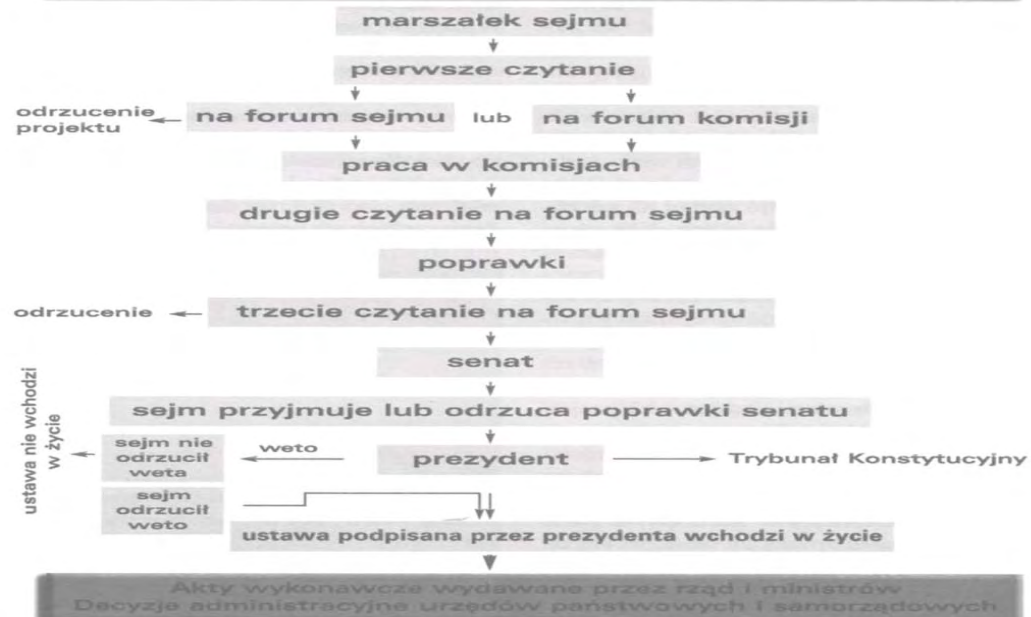 marszałek sejmu
pierwsze czytanie
odrzucenie
projektu
na forum sejmu
lub
na forum komisji
praca w komisjach
drugie czytanie na forum sejmu
poprawki
odrzucenie
trzecie czytanie na forum sejmu
senat
sejm przyjmuje lub odrzuca poprawki senatu
ustawa nie wchodzi
w życie
sejm nie
odrzucił
weta
weto
prezydent
Trybunał Konstytucyjny
sejm
odrzucił
weto
ustawa podpisana przez prezydenta wchodzi w życie
Akty wykonawcze wydawane przez rząd i ministrów
Decyzje administracyjne urzędów państwowych i samorządowych